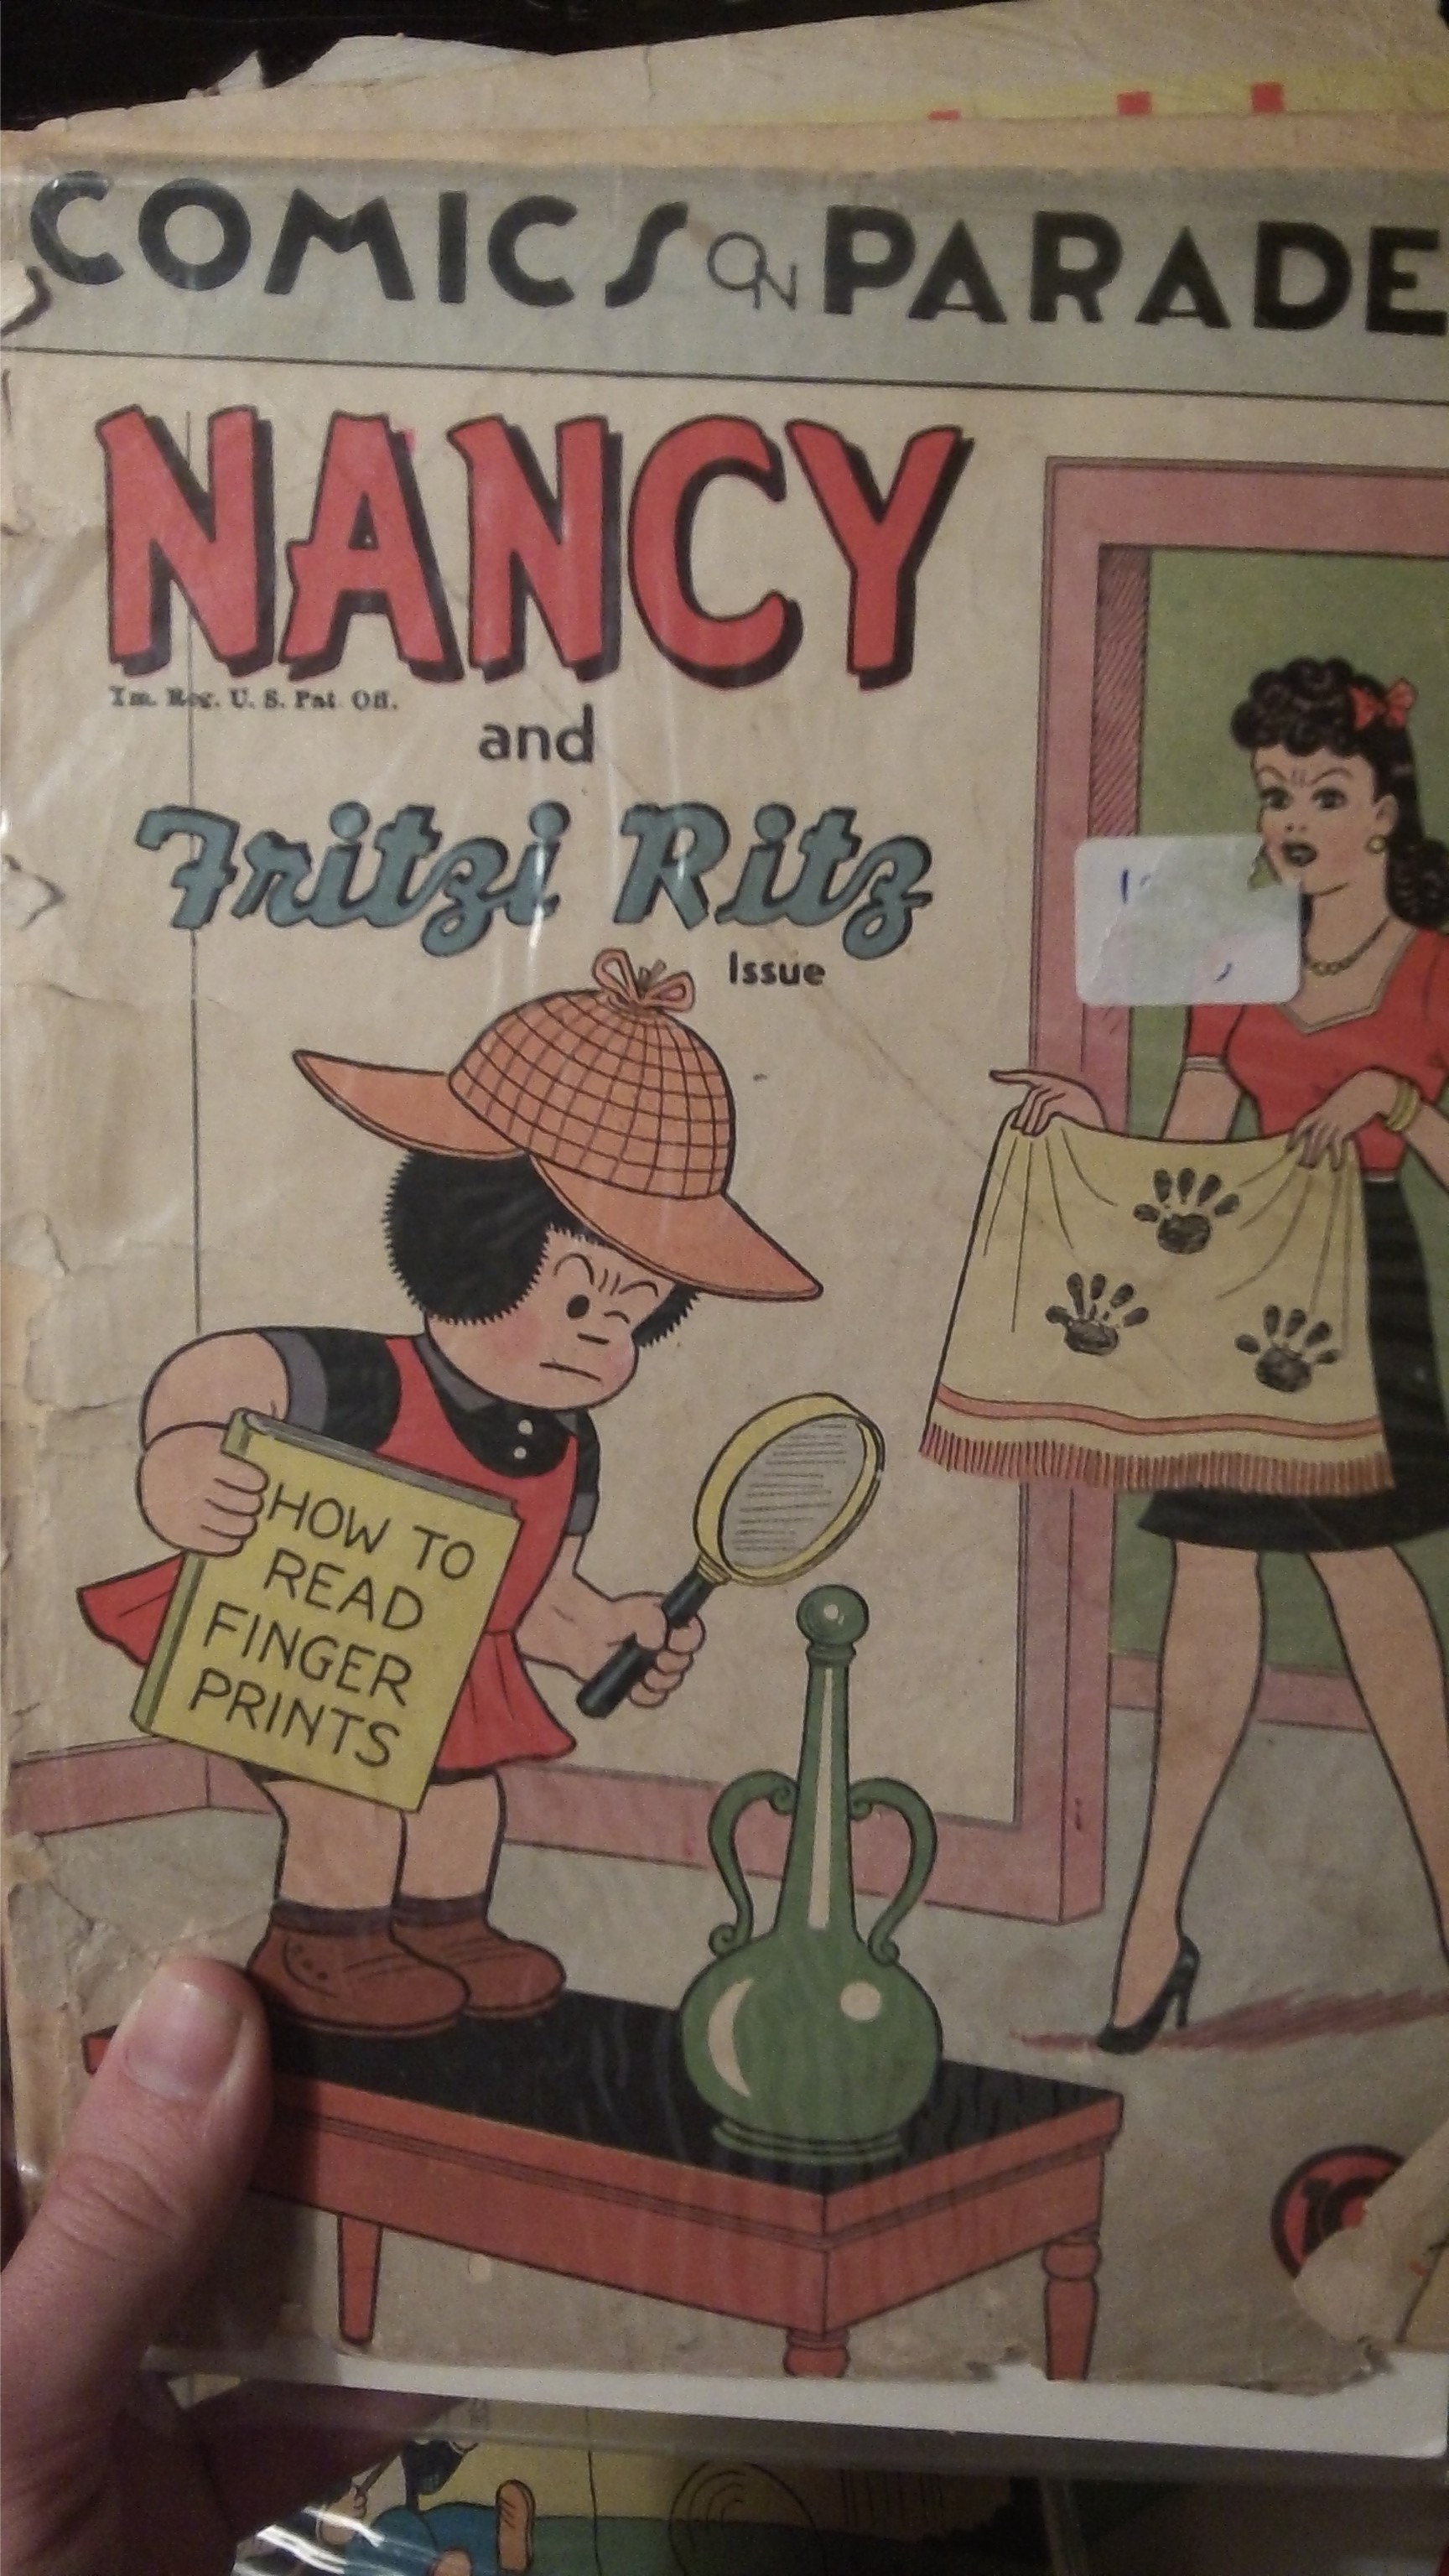 COMICS ON PARADE
NANCY
Tm. Reg. U. S. Pat. Off.
and
Fritzi Ritz
Issue
HOW TO
READ
FINGER
PRINTS